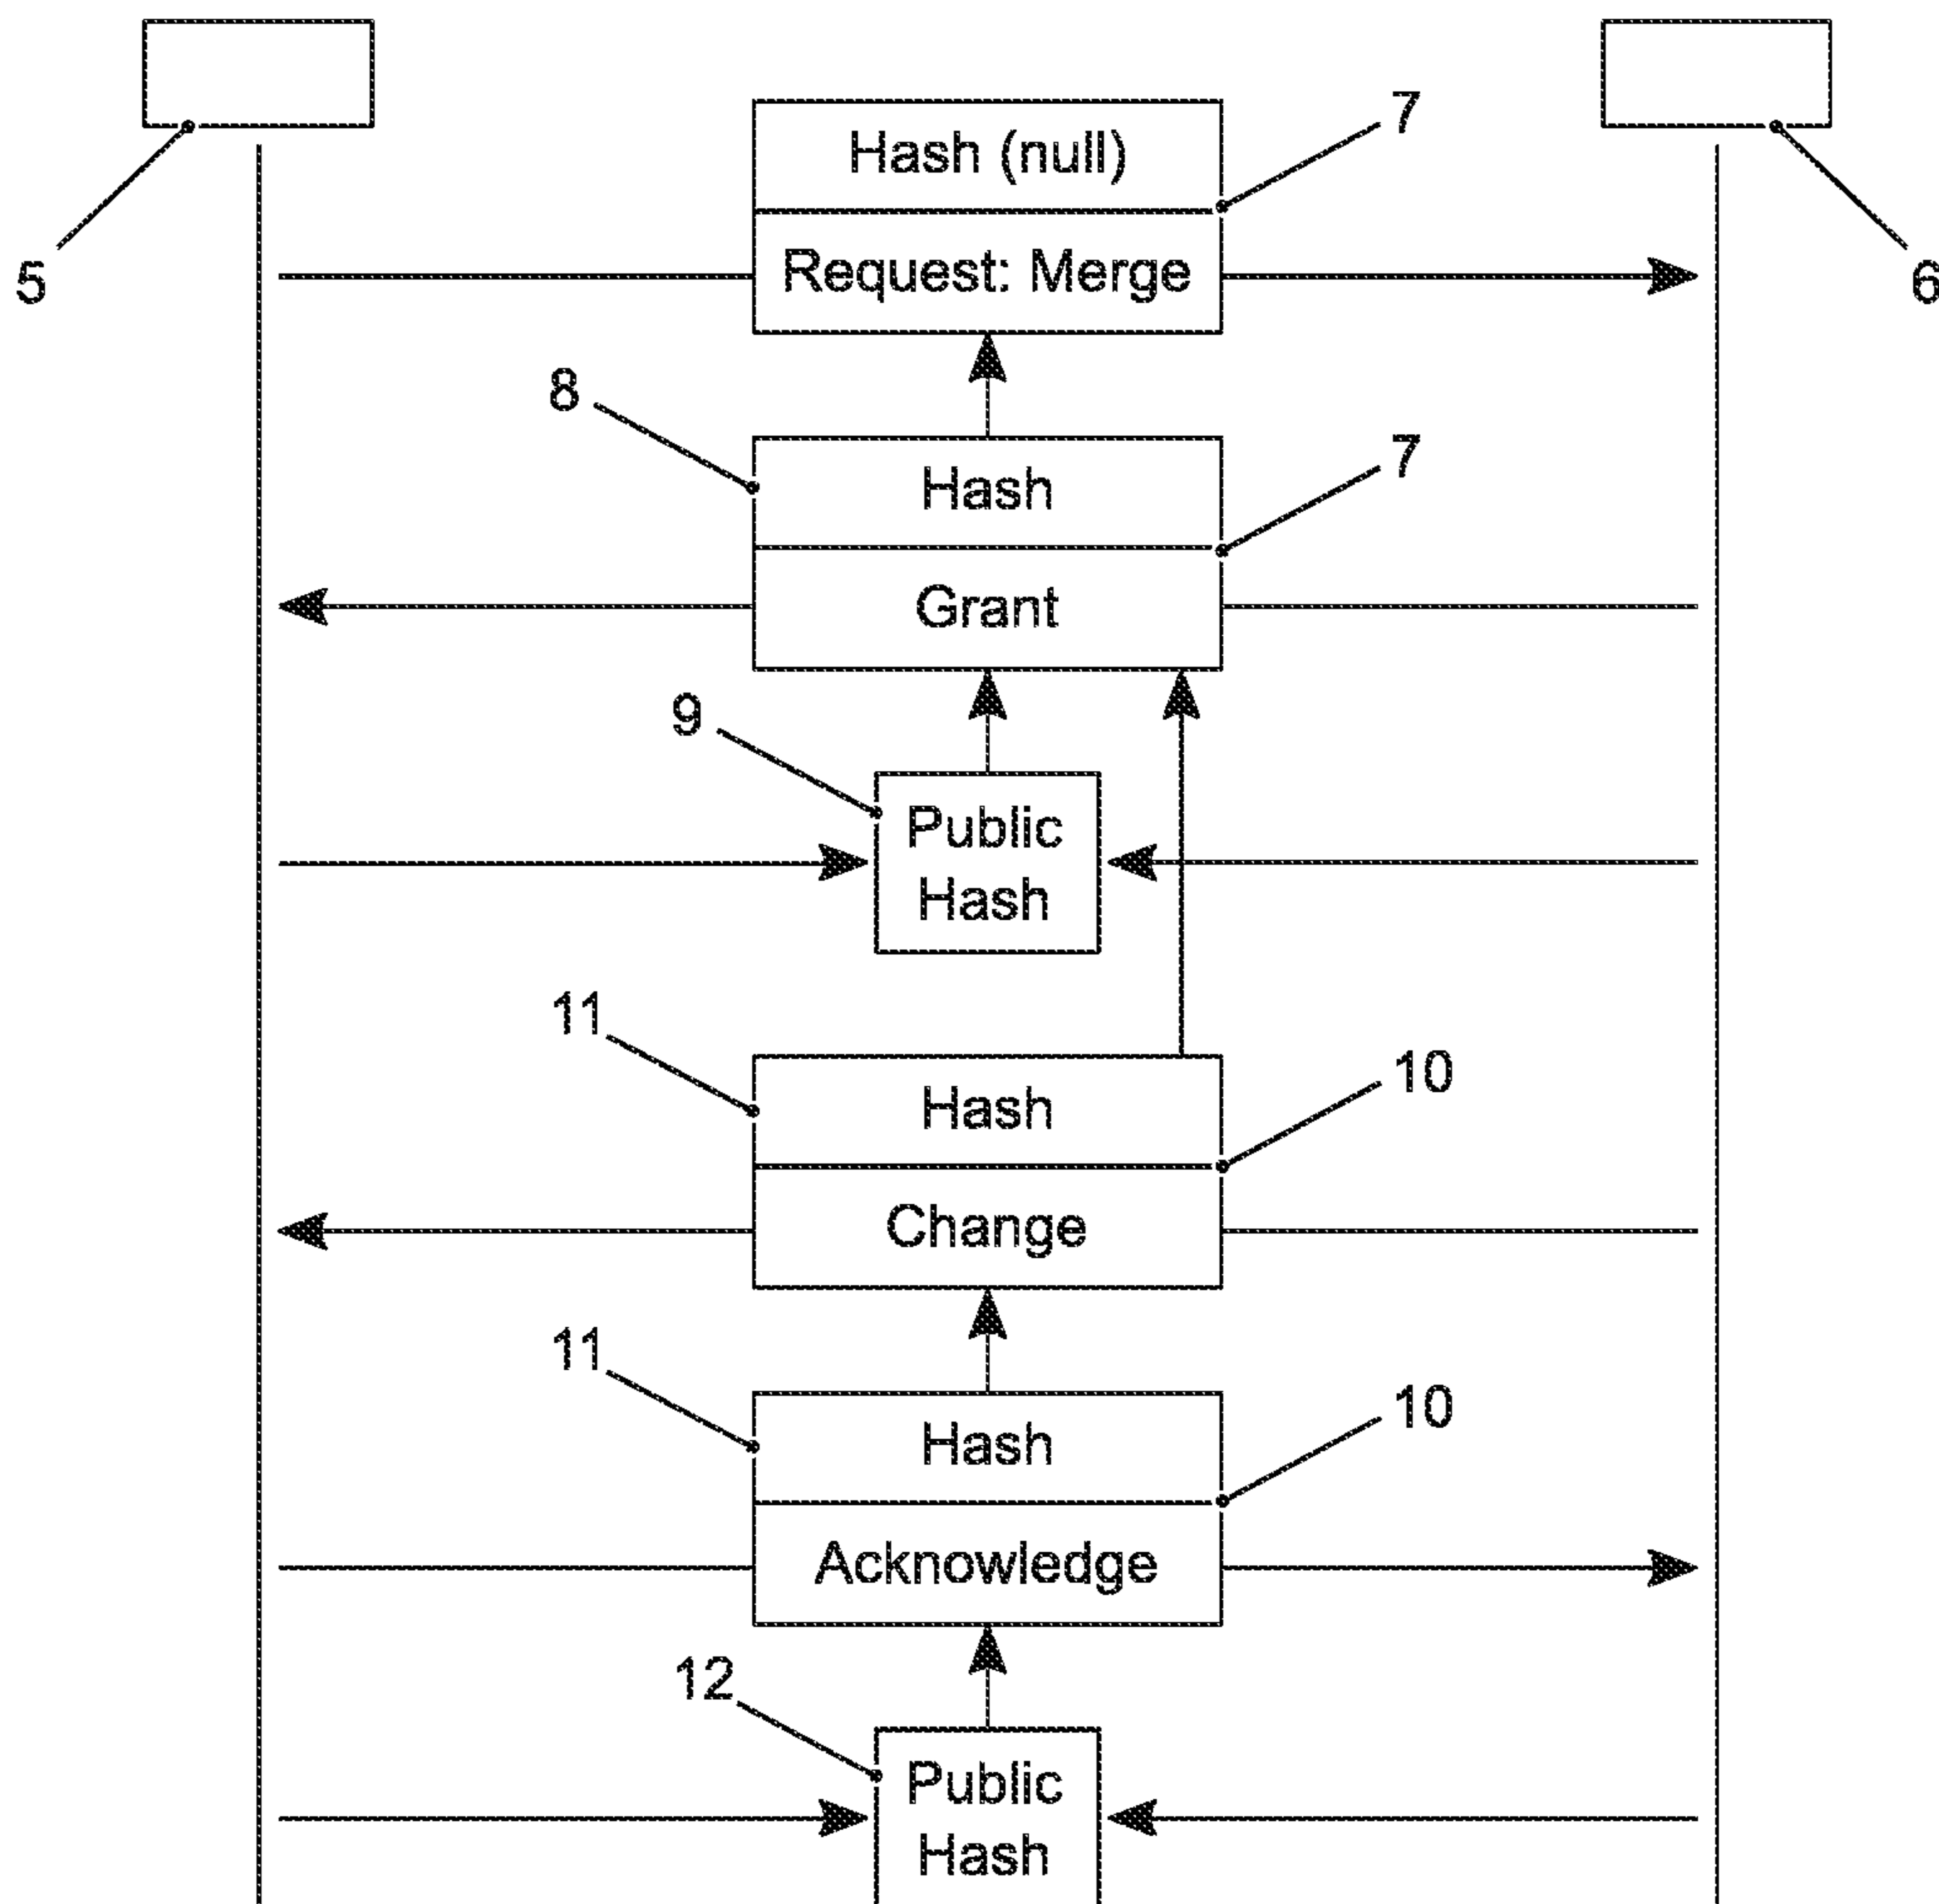 7
Hash (null)
5
Request: Merge
6
8
7
Hash
Grant
9
Public
Hash
11
10
Hash
Change
11
10
Hash
Acknowledge
12
Public
Hash